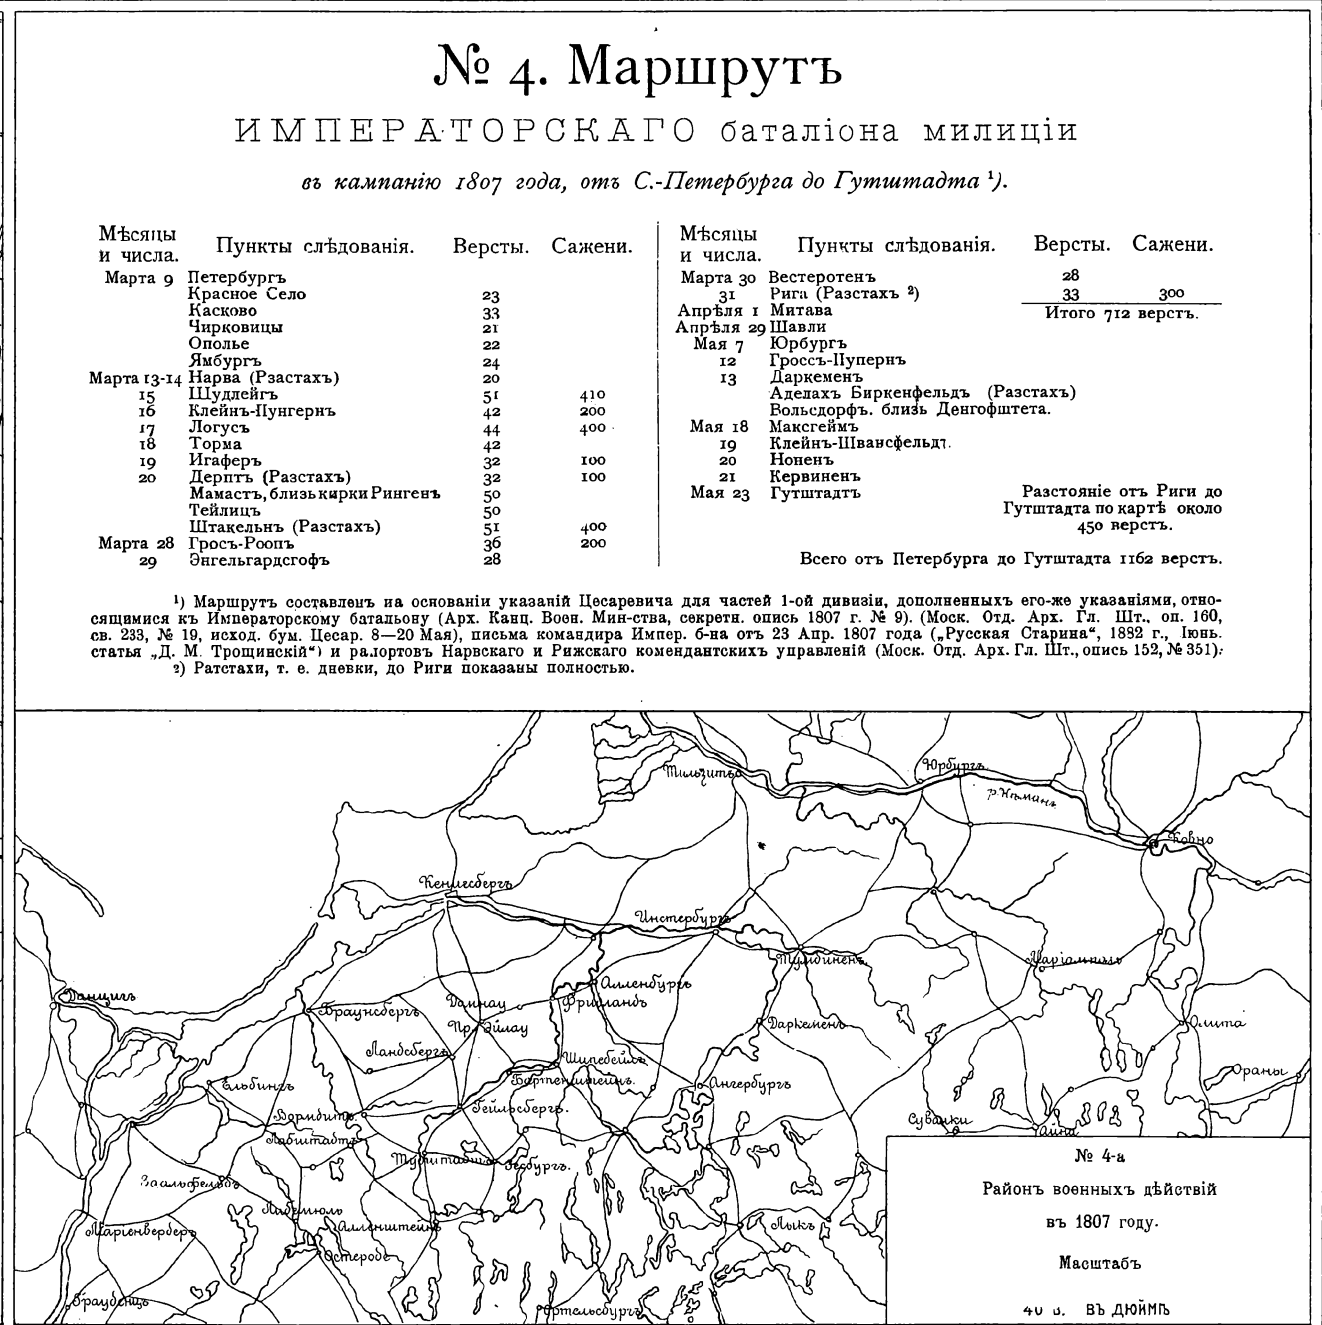 № 4. Маршрутъ
ИМПЕРАТОРСКАГО баталіона милиціи
въ кампанію 1807 года, отъ С.-Петербурга до Гутштадта ¹).
Мѣсяцы и числа. Пункты слѣдованія. Версты. Сажени.
Марта 9 Петербургъ
Красное Село 23
Касково 33
Чирковицы 21
Ополье 22
Ямбургъ 24
Марта 13-14 Нарва (Рзастахъ) 20
15 Шудлейгъ 51 410
16 Клейнъ-Пунгернъ 42 200
17 Логусъ 44 400
18 Торма 42
19 Игаферъ 32 100
20 Дерптъ (Разстахъ) 32 100
Мамастъ, близь кирки Рингенъ 50
Тейлицъ 50
Штакельнъ (Разстахъ) 51 400
Марта 28 Гросъ-Роопъ 36 200
29 Энгельгардсгофъ 28
Мѣсяцы и числа. Пункты слѣдованія. Версты. Сажени.
Марта 30 Вестеротенъ 28
31 Рига (Разстахъ ²) 33 300
Апрѣля 1 Митава Итого 712 верстъ.
Апрѣля 29 Шавли
Мая 7 Юрбургъ
12 Гроссъ-Пупернъ
13 Даркеменъ
Аделахъ Биркенфельдъ (Разстахъ)
Вольсдорфъ. близь Денгофштета.
Мая 18 Максгеймъ
19 Клейнъ-Швансфельдт.
20 Ноненъ
21 Кервиненъ
Мая 23 Гутштадтъ Разстояніе отъ Риги до
Гутштадта по картѣ около
450 верстъ.
Всего отъ Петербурга до Гутштадта 1162 верстъ.
¹) Маршрутъ составленъ на основаніи указаній Цесаревича для частей 1-ой дивизіи, дополненныхъ его-же указаніями, отно-
сящимися къ Императорскому батальону (Арх. Канц. Воен. Мин-ства, секретн. опись 1807 г. № 9). (Моск. Отд. Арх. Гл. Шт., оп. 160,
св. 233, № 19, исход. бум. Цесар. 8—20 Мая), письма командира Импер. б-на отъ 23 Апр. 1807 года („Русская Старина“, 1882 г., Іюнь.
статья „Д. М. Трощинскій“) и рапортовъ Нарвскаго и Рижскаго комендантскихъ управленій (Моск. Отд. Арх. Гл. Шт., опись 152, № 351).
²) Ратстахи, т. е. дневки, до Риги показаны полностью.
Тильзитъ
Юрбургъ
р. Нѣманъ
Ковно
Кенигсбергъ
Инстербургъ
Гумбиненъ
Маріамполь
Данцигъ
Алленбургъ
Браунсбергъ
Домнау
Фридландъ
Пр. Эйлау
Даркеменъ
Олита
Ландсбергъ
Шипебейлъ
Ораны
Ельбингъ
Бартенштейнъ.
Ангербургъ
Вормдитъ
Гейльсбергъ.
Сувалки
Либштадтъ
Гутштадтъ
Зеебургъ.
Заальфельдъ
Либемюль
Алленштейнъ
Лыкъ
Маріенвердеръ
Остероде
Грауденцъ
Ортельсбургъ
№ 4-а
Районъ военныхъ дѣйствій
въ 1807 году.
Масштабъ
40 в. въ дюймѣ